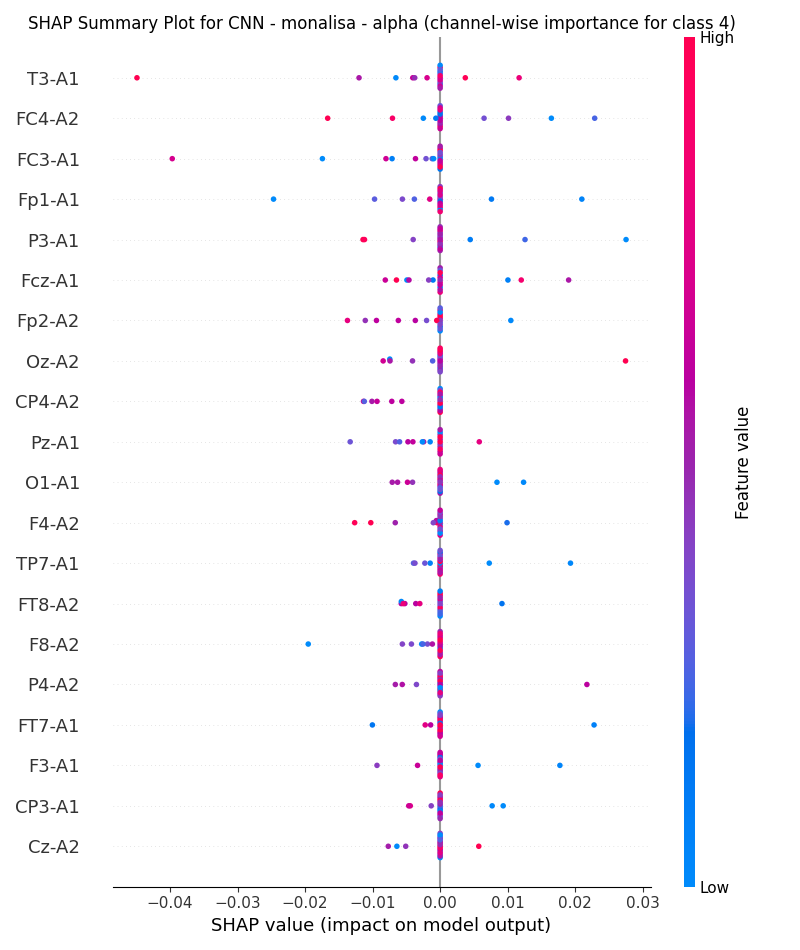 SHAP Summary Plot for CNN - monalisa - alpha (channel-wise importance for class 4)
High
T3-A1
FC4-A2
FC3-A1
Fp1-A1
P3-A1
Fcz-A1
Fp2-A2
Oz-A2
CP4-A2
Pz-A1
O1-A1
F4-A2
TP7-A1
FT8-A2
F8-A2
P4-A2
FT7-A1
F3-A1
CP3-A1
Cz-A2
Feature value
Low
−0.04 −0.03 −0.02 −0.01 0.00 0.01 0.02 0.03
SHAP value (impact on model output)